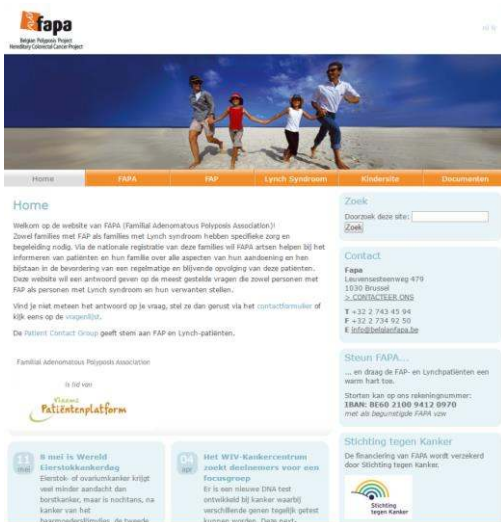 fapa
Belgian Polyposis Project
Hereditary Colorectal Cancer Project
Home
FAPA
FAP
Lynch Syndroom
Kindersite
Documenten
Home
Welkom op de website van FAPA (Familial Adenomatous Polyposis Association)!
Zowel families met FAP als families met Lynch syndroom hebben specifieke zorg en
begeleiding nodig. Via de nationale registratie van deze families wil FAPA artsen helpen bij het
informeren van patiënten en hun familie over alle aspecten van hun aandoening en hen
bijstaan in de bevordering van een regelmatige en blijvende opvolging van deze patiënten.
Deze website wil een antwoord geven op de meest gestelde vragen die zowel personen met
FAP als personen met Lynch syndroom en hun verwanten stellen.
Vind je niet meteen het antwoord op je vraag, stel ze dan gerust via het contactformulier of
kijk eens op de vragenlijst.
De Patient Contact Group geeft stem aan FAP en Lynch-patiënten.
Familial Adenomatous Polyposis Association
is lid van
Vlaams
Patiëntenplatform
11
mei
8 mei is Wereld
Eierstokkankerdag
Eierstok- of ovariumkanker krijgt
veel minder aandacht dan
borstkanker, maar is nochtans, na
kanker van het
baarmoederslijmvlies, de tweede
04
apr
Het WIV-Kankercentrum
zoekt deelnemers voor een
focusgroep
Er is een nieuwe DNA test
ontwikkeld bij kanker waarbij
verschillende genen tegelijk getest
kunnen worden. Deze next-
Zoek
Doorzoek deze site:
Zoek
Contact
Fapa
Leuvensesteenweg 479
1030 Brussel
> CONTACTEER ONS
T +32 2 743 45 94
F +32 2 734 92 50
E info@belgianfapa.be
Steun FAPA...
... en draag de FAP- en Lynchpatiënten een
warm hart toe.
Storten kan op ons rekeningnummer:
IBAN: BE60 2100 9412 0970
met als begunstigde FAPA vzw
Stichting tegen Kanker
De financiering van FAPA wordt verzekerd
door Stichting tegen Kanker.
Stichting
tegen Kanker